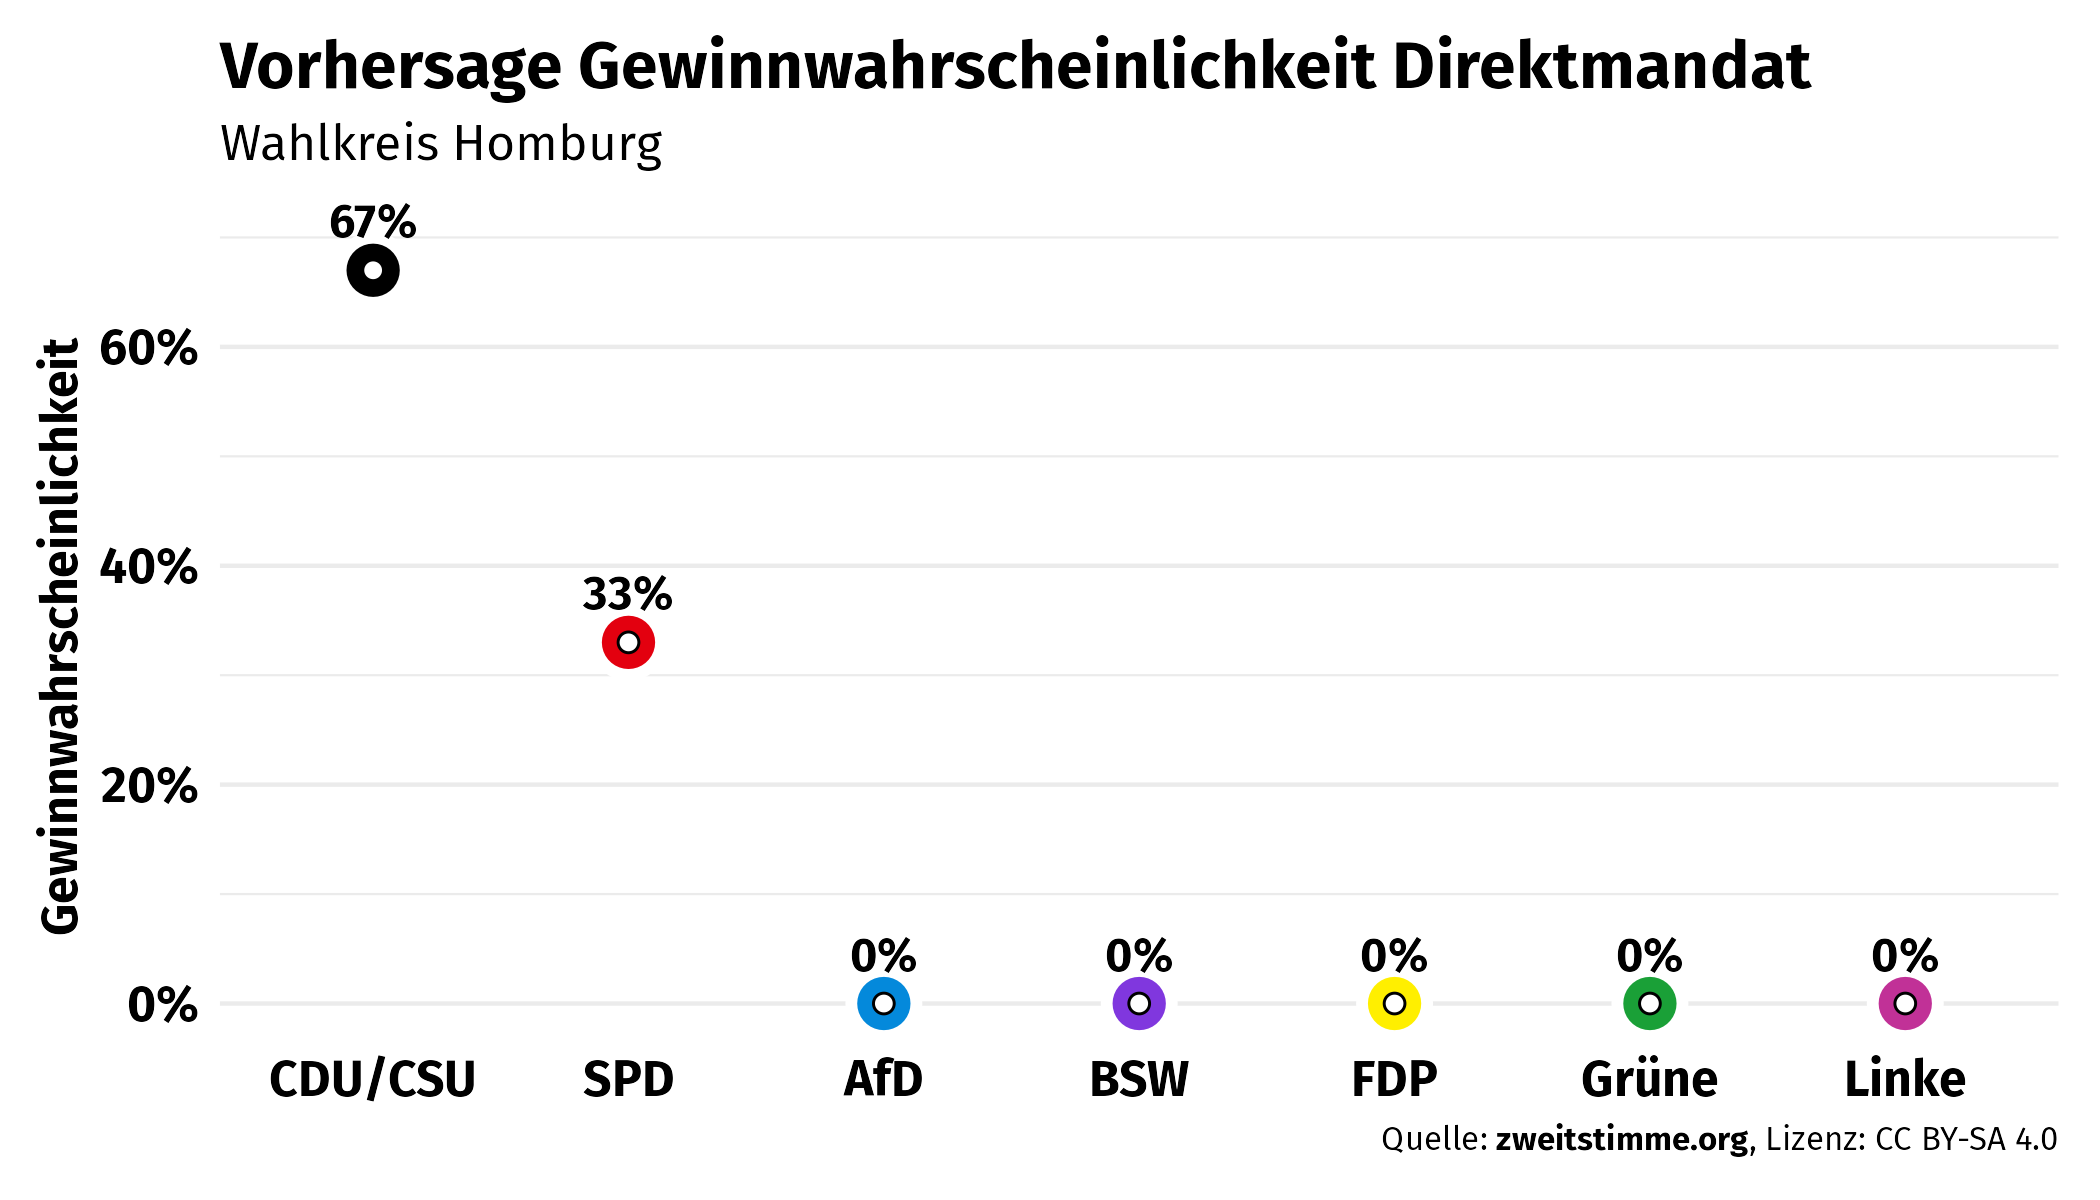 Vorhersage Gewinnwahrscheinlichkeit Direktmandat
Wahlkreis Homburg
67%
60%
40%
33%
20%
0%
0%
0%
0%
0%
0%
Gewinnwahrscheinlichkeit
CDU/CSU
SPD
AfD
BSW
FDP
Grüne
Linke
Quelle: zweitstimme.org, Lizenz: CC BY-SA 4.0